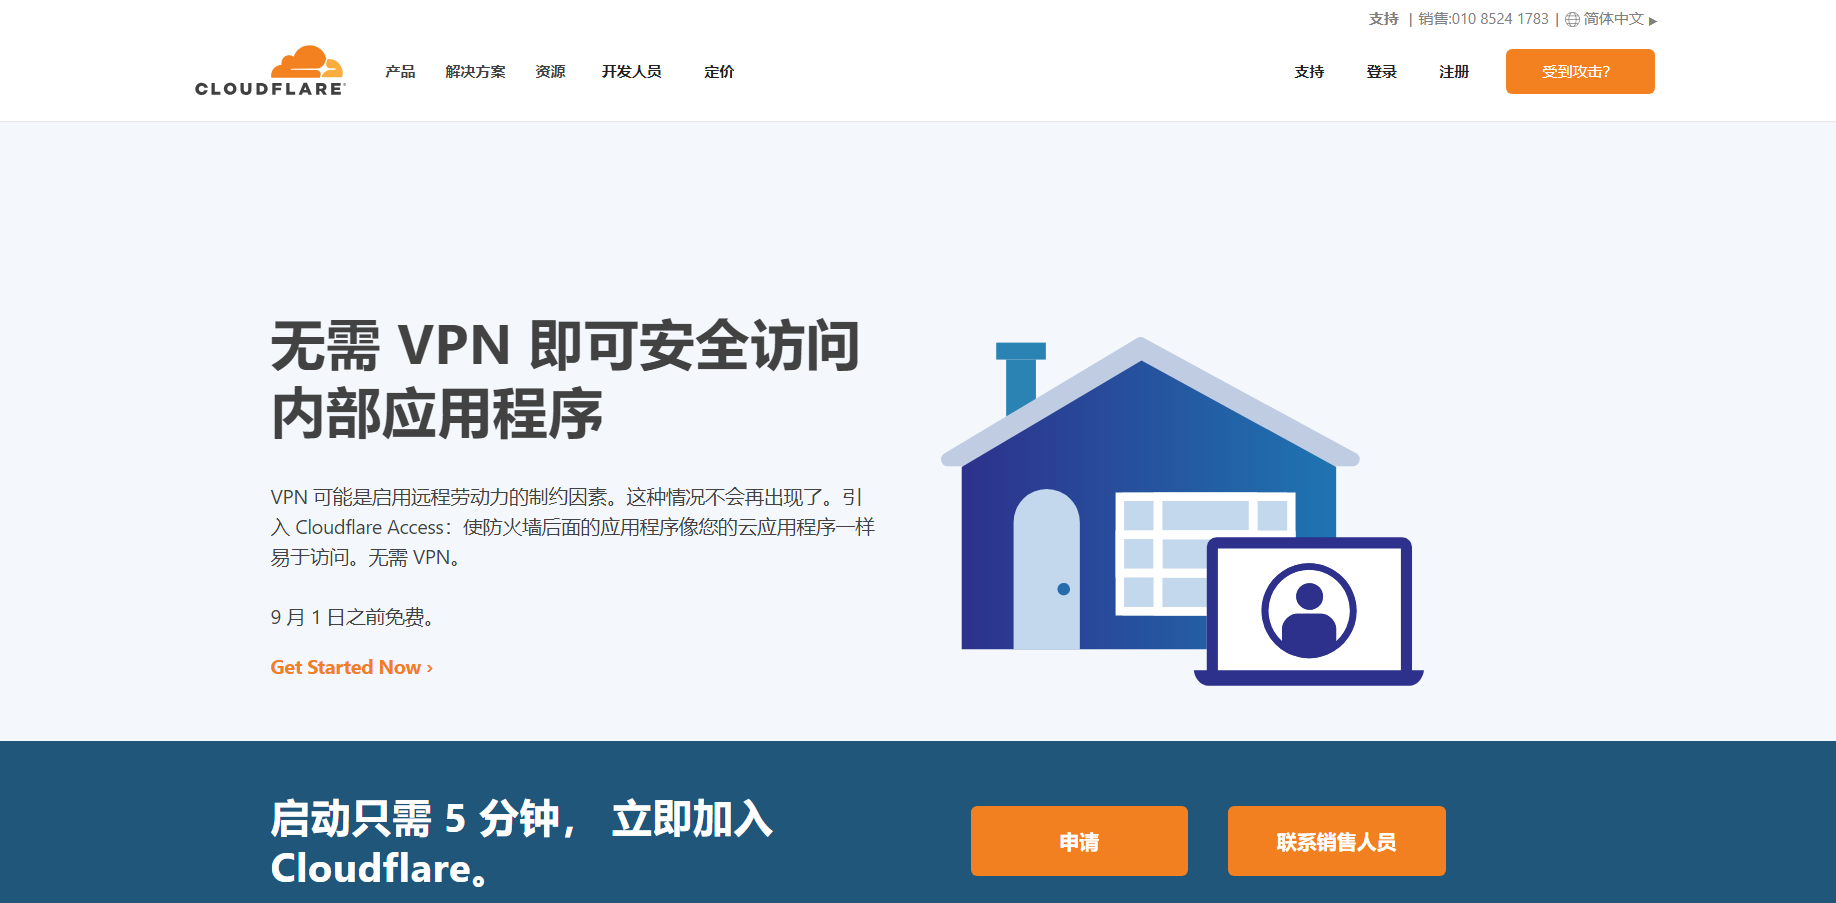 支持 | 销售:010 8524 1783 | 简体中文 ▶
CLOUDFLARE
产品 解决方案 资源 开发人员 定价 支持 登录 注册 受到攻击?
无需 VPN 即可安全访问
内部应用程序
VPN 可能是启用远程劳动力的制约因素。这种情况不会再出现了。引
入 Cloudflare Access：使防火墙后面的应用程序像您的云应用程序一样
易于访问。无需 VPN。
9 月 1 日之前免费。
Get Started Now ›
启动只需 5 分钟， 立即加入
Cloudflare。
申请
联系销售人员